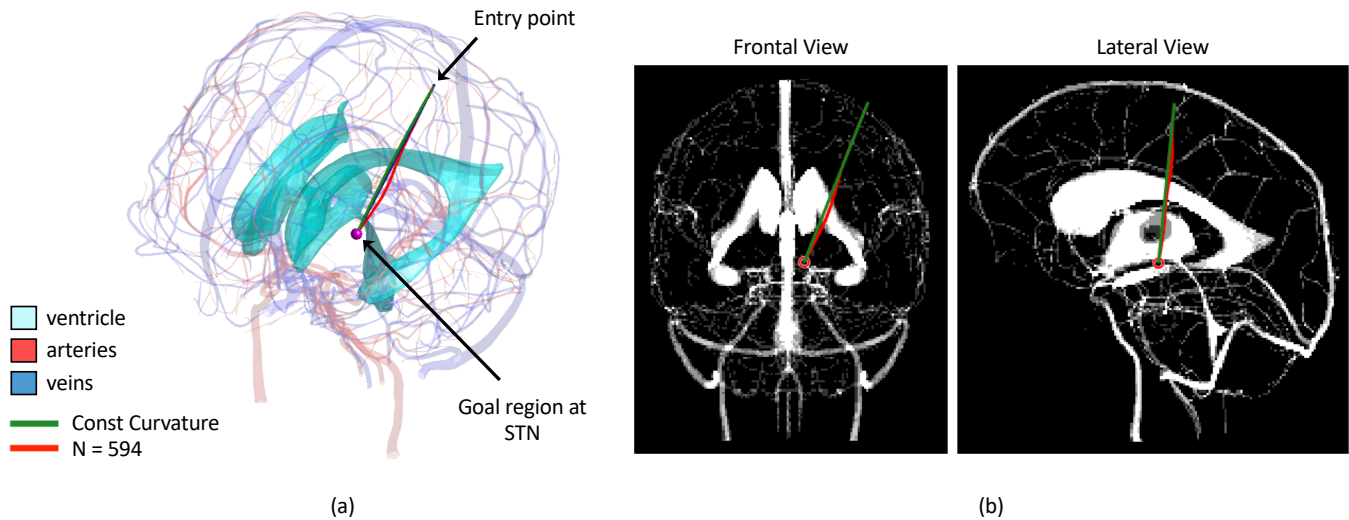 Entry point
Frontal View
Lateral View
ventricle
arteries
veins
Const Curvature
N = 594
Goal region at
STN
(a)
(b)